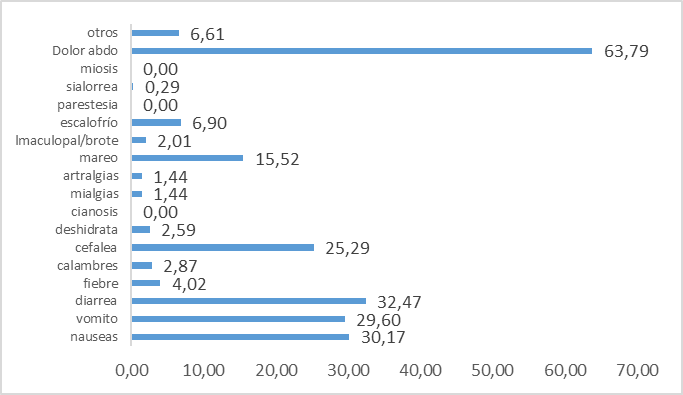 otros 6,61
Dolor abdo 63,79
miosis 0,00
sialorrea 0,29
parestesia 0,00
escalofrío 6,90
lmaculopal/brote 2,01
mareo 15,52
artralgias 1,44
mialgias 1,44
cianosis 0,00
deshidrata 2,59
cefalea 25,29
calambres 2,87
fiebre 4,02
diarrea 32,47
vomito 29,60
nauseas 30,17
0,00 10,00 20,00 30,00 40,00 50,00 60,00 70,00